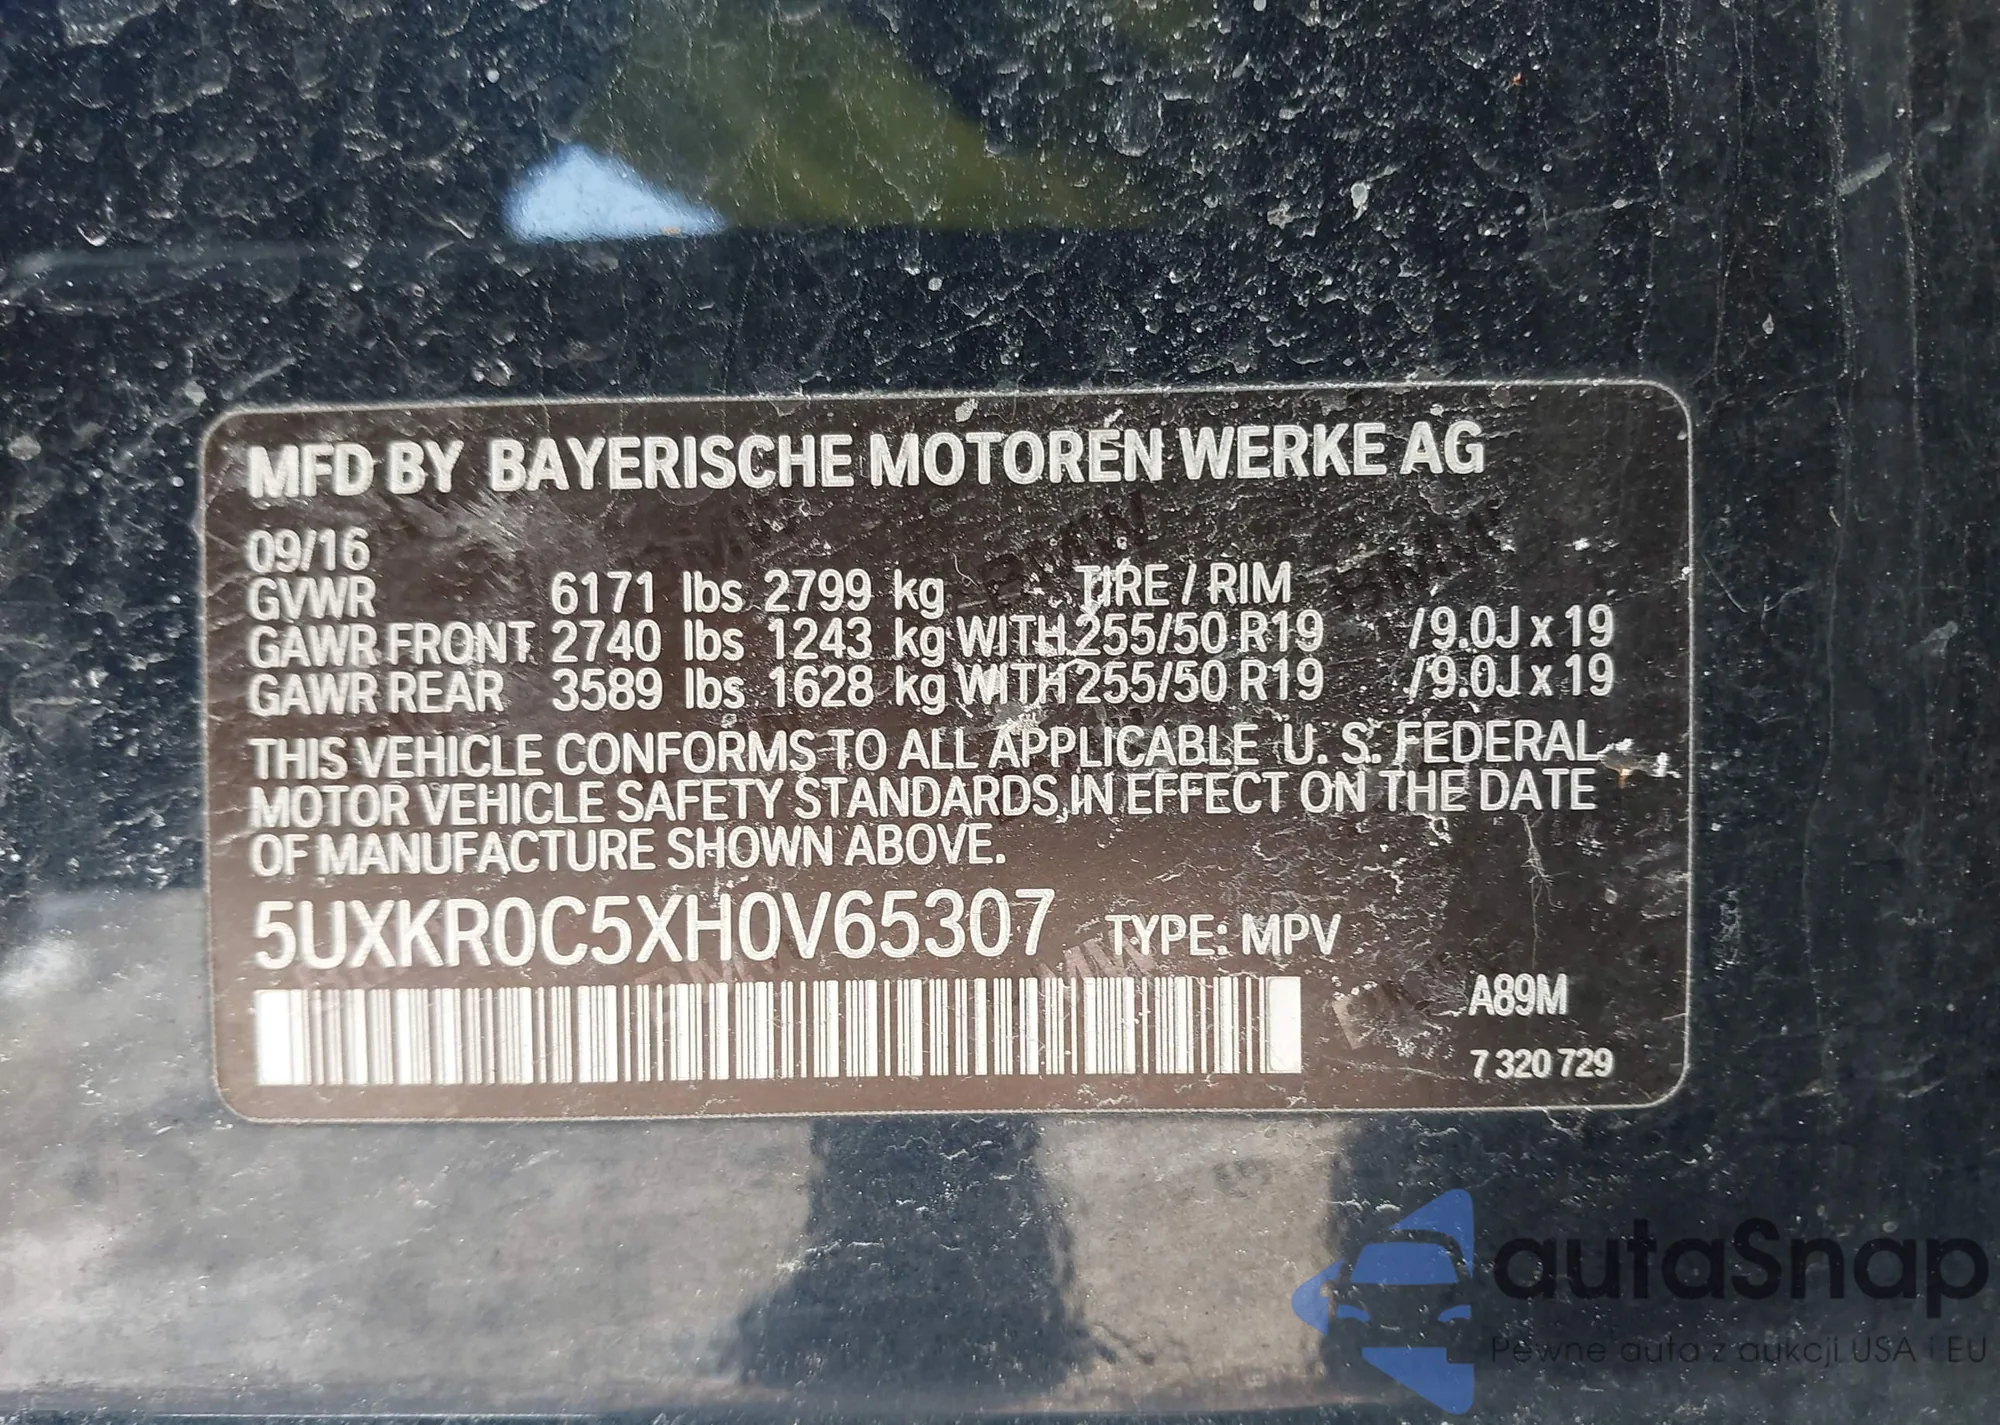 MFD BY BAYERISCHE MOTOREN WERKE AG
09/16
GVWR 6171 lbs 2799 kg TIRE / RIM
GAWR FRONT 2740 lbs 1243 kg WITH 255/50 R19 /9.0J x 19
GAWR REAR 3589 lbs 1628 kg WITH 255/50 R19 /9.0J x 19
THIS VEHICLE CONFORMS TO ALL APPLICABLE U. S. FEDERAL
MOTOR VEHICLE SAFETY STANDARDS, IN EFFECT ON THE DATE
OF MANUFACTURE SHOWN ABOVE.
5UXKR0C5XH0V65307 TYPE: MPV
A89M
7 320 729
autaSnap
Pewne auta z aukcji USA i EU